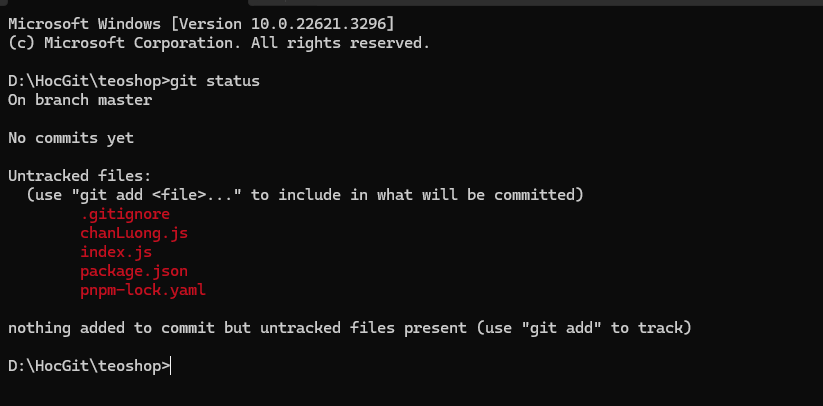 Microsoft Windows [Version 10.0.22621.3296]
(c) Microsoft Corporation. All rights reserved.
D:\HocGit\teoshop>git status
On branch master
No commits yet
Untracked files:
(use "git add <file>..." to include in what will be committed)
.gitignore
chanLuong.js
index.js
package.json
pnpm-lock.yaml
nothing added to commit but untracked files present (use "git add" to track)
D:\HocGit\teoshop>